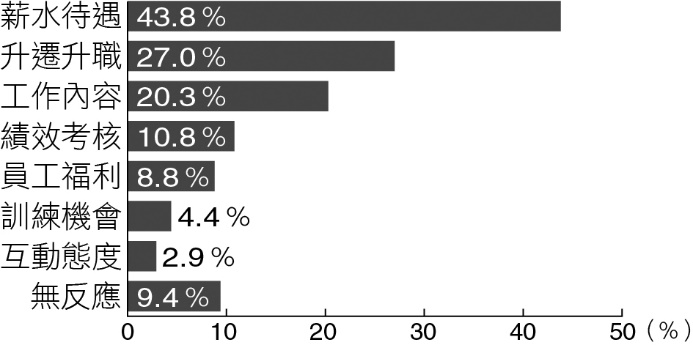 薪水待遇 43.8%
升遷升職 27.0%
工作內容 20.3%
績效考核 10.8%
員工福利 8.8%
訓練機會 4.4%
互動態度 2.9%
無反應 9.4%
0 10 20 30 40 50 (%)